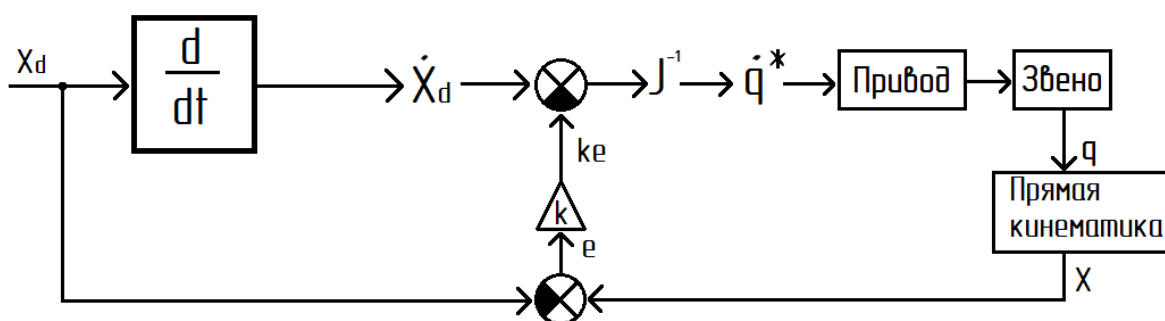 Xd
d
dt
Ẋd
J⁻¹
q̇*
Привод
Звено
ke
q
k
Прямая
кинематика
e
X